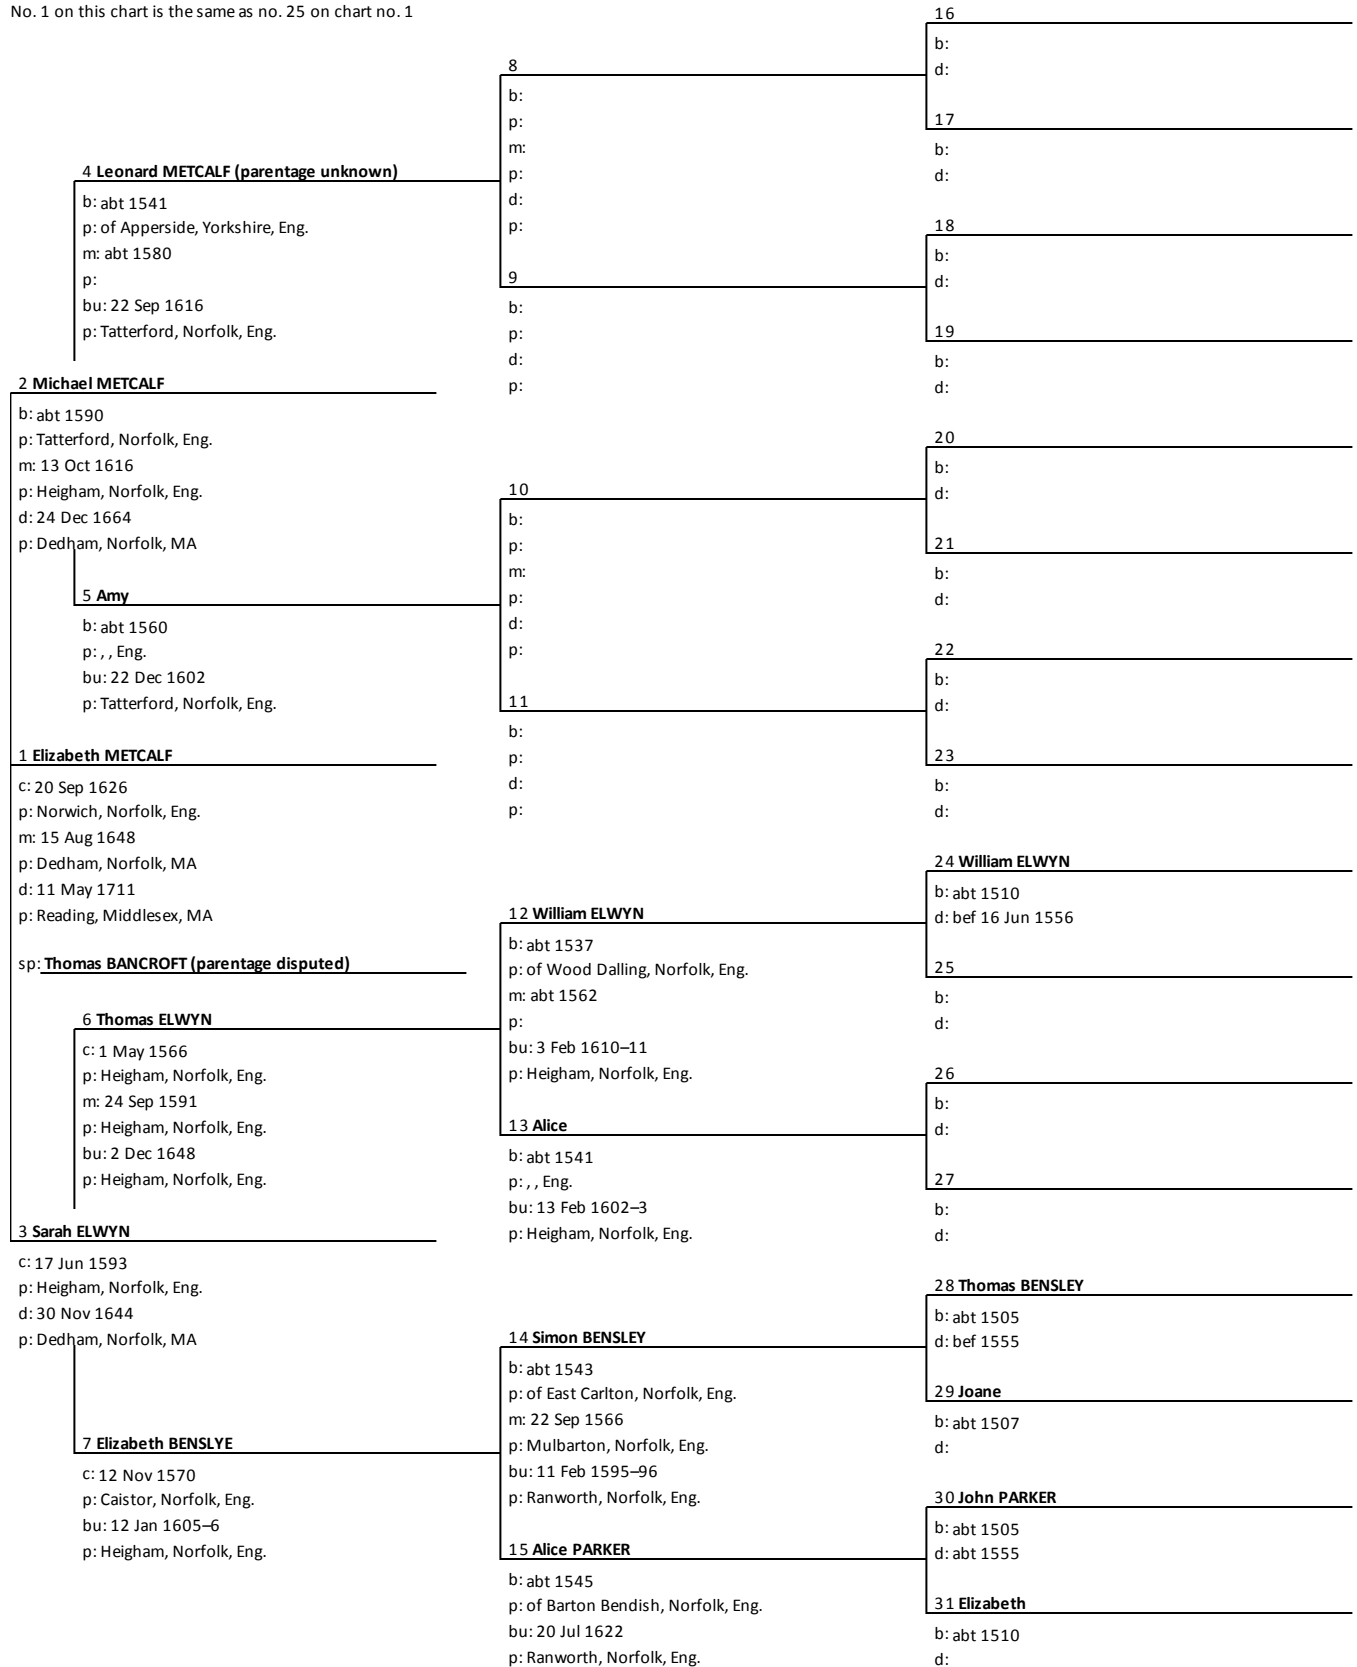 No. 1 on this chart is the same as no. 25 on chart no. 1
4 Leonard METCALF (parentage unknown)
b: abt 1541
p: of Apperside, Yorkshire, Eng.
m: abt 1580
p:
bu: 22 Sep 1616
p: Tatterford, Norfolk, Eng.
2 Michael METCALF
b: abt 1590
p: Tatterford, Norfolk, Eng.
m: 13 Oct 1616
p: Heigham, Norfolk, Eng.
d: 24 Dec 1664
p: Dedham, Norfolk, MA
5 Amy
b: abt 1560
p: , , Eng.
bu: 22 Dec 1602
p: Tatterford, Norfolk, Eng.
1 Elizabeth METCALF
c: 20 Sep 1626
p: Norwich, Norfolk, Eng.
m: 15 Aug 1648
p: Dedham, Norfolk, MA
d: 11 May 1711
p: Reading, Middlesex, MA
sp: Thomas BANCROFT (parentage disputed)
6 Thomas ELWYN
c: 1 May 1566
p: Heigham, Norfolk, Eng.
m: 24 Sep 1591
p: Heigham, Norfolk, Eng.
bu: 2 Dec 1648
p: Heigham, Norfolk, Eng.
3 Sarah ELWYN
c: 17 Jun 1593
p: Heigham, Norfolk, Eng.
d: 30 Nov 1644
p: Dedham, Norfolk, MA
7 Elizabeth BENSLYE
c: 12 Nov 1570
p: Caistor, Norfolk, Eng.
bu: 12 Jan 1605–6
p: Heigham, Norfolk, Eng.
8
b:
p:
m:
p:
d:
p:
9
b:
p:
d:
p:
10
b:
p:
m:
p:
d:
p:
11
b:
p:
d:
p:
12 William ELWYN
b: abt 1537
p: of Wood Dalling, Norfolk, Eng.
m: abt 1562
p:
bu: 3 Feb 1610–11
p: Heigham, Norfolk, Eng.
13 Alice
b: abt 1541
p: , , Eng.
bu: 13 Feb 1602–3
p: Heigham, Norfolk, Eng.
14 Simon BENSLEY
b: abt 1543
p: of East Carlton, Norfolk, Eng.
m: 22 Sep 1566
p: Mulbarton, Norfolk, Eng.
bu: 11 Feb 1595–96
p: Ranworth, Norfolk, Eng.
15 Alice PARKER
b: abt 1545
p: of Barton Bendish, Norfolk, Eng.
bu: 20 Jul 1622
p: Ranworth, Norfolk, Eng.
16
b:
d:
17
b:
d:
18
b:
d:
19
b:
d:
20
b:
d:
21
b:
d:
22
b:
d:
23
b:
d:
24 William ELWYN
b: abt 1510
d: bef 16 Jun 1556
25
b:
d:
26
b:
d:
27
b:
d:
28 Thomas BENSLEY
b: abt 1505
d: bef 1555
29 Joane
b: abt 1507
d:
30 John PARKER
b: abt 1505
d: abt 1555
31 Elizabeth
b: abt 1510
d: